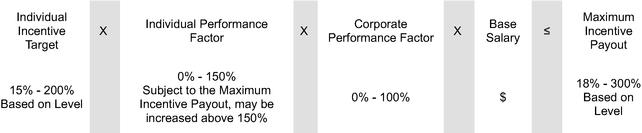 Individual
Incentive
Target
X
Individual Performance
Factor
X
Corporate
Performance Factor
X
Base
Salary
≤
Maximum
Incentive
Payout
15% - 200%
Based on Level
0% - 150%
Subject to the Maximum
Incentive Payout, may be
increased above 150%
0% - 100%
$
18% - 300%
Based on
Level